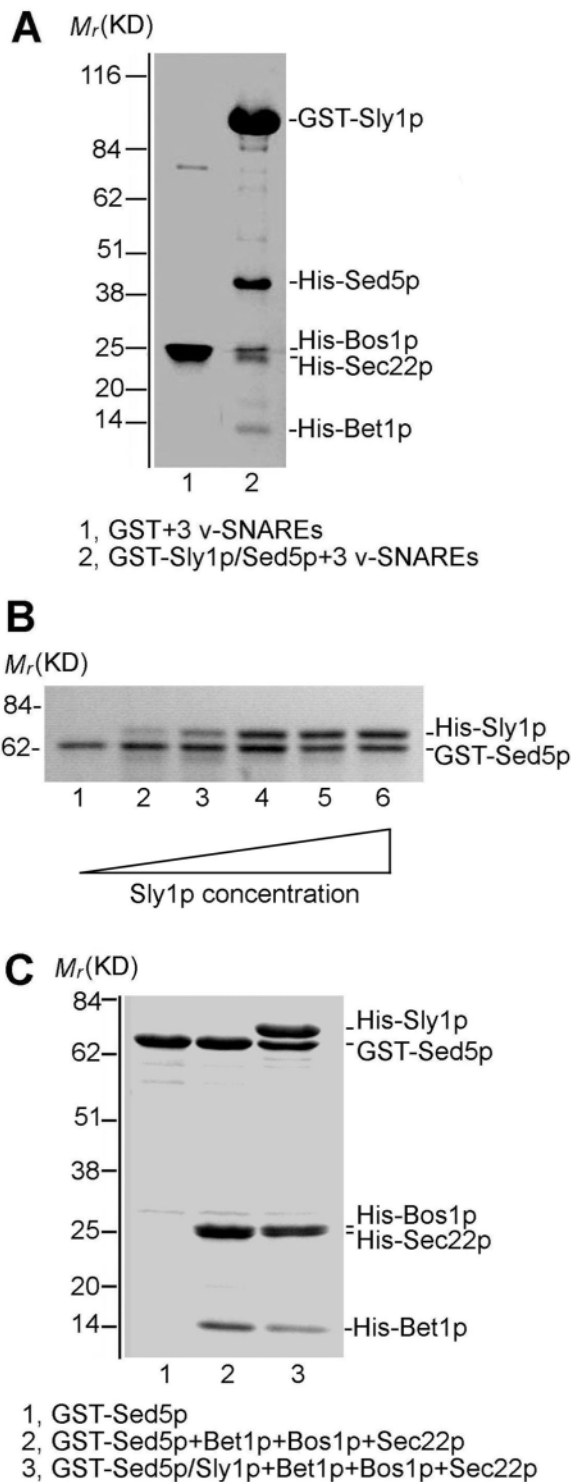 A
Mr(KD)
116
84
62
51
38
25
20
14
-GST-Sly1p
-His-Sed5p
His-Bos1p
His-Sec22p
-His-Bet1p
1 2
1, GST+3 v-SNAREs
2, GST-Sly1p/Sed5p+3 v-SNAREs
B
Mr(KD)
84-
62-
His-Sly1p
GST-Sed5p
1 2 3 4 5 6
Sly1p concentration
C
Mr(KD)
84
62
51
38
25
20
14
His-Sly1p
GST-Sed5p
His-Bos1p
His-Sec22p
-His-Bet1p
1 2 3
1, GST-Sed5p
2, GST-Sed5p+Bet1p+Bos1p+Sec22p
3, GST-Sed5p/Sly1p+Bet1p+Bos1p+Sec22p